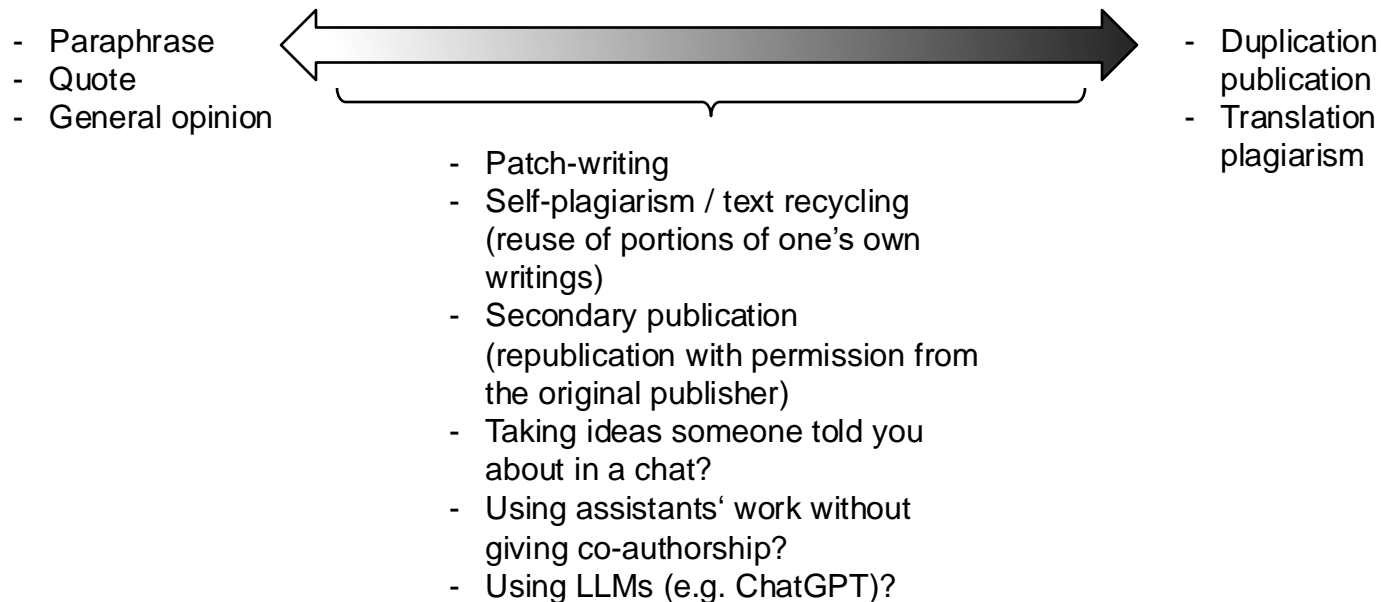 - Paraphrase
- Quote
- General opinion
- Duplication
publication
- Translation
plagiarism
- Patch-writing
- Self-plagiarism / text recycling
(reuse of portions of one’s own
writings)
- Secondary publication
(republication with permission from
the original publisher)
- Taking ideas someone told you
about in a chat?
- Using assistants‘ work without
giving co-authorship?
- Using LLMs (e.g. ChatGPT)?